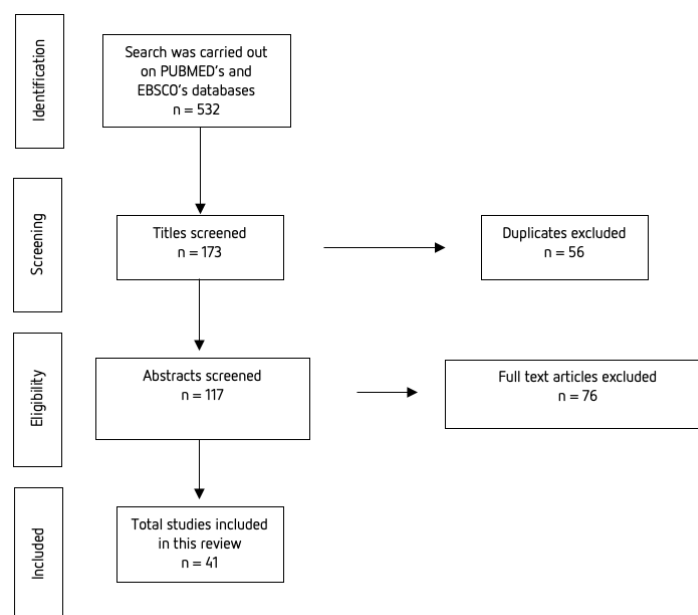 Identification
Search was carried out
on PUBMED's and
EBSCO's databases
n = 532
Screening
Titles screened
n = 173
Duplicates excluded
n = 56
Eligibility
Abstracts screened
n = 117
Full text articles excluded
n = 76
Included
Total studies included
in this review
n = 41